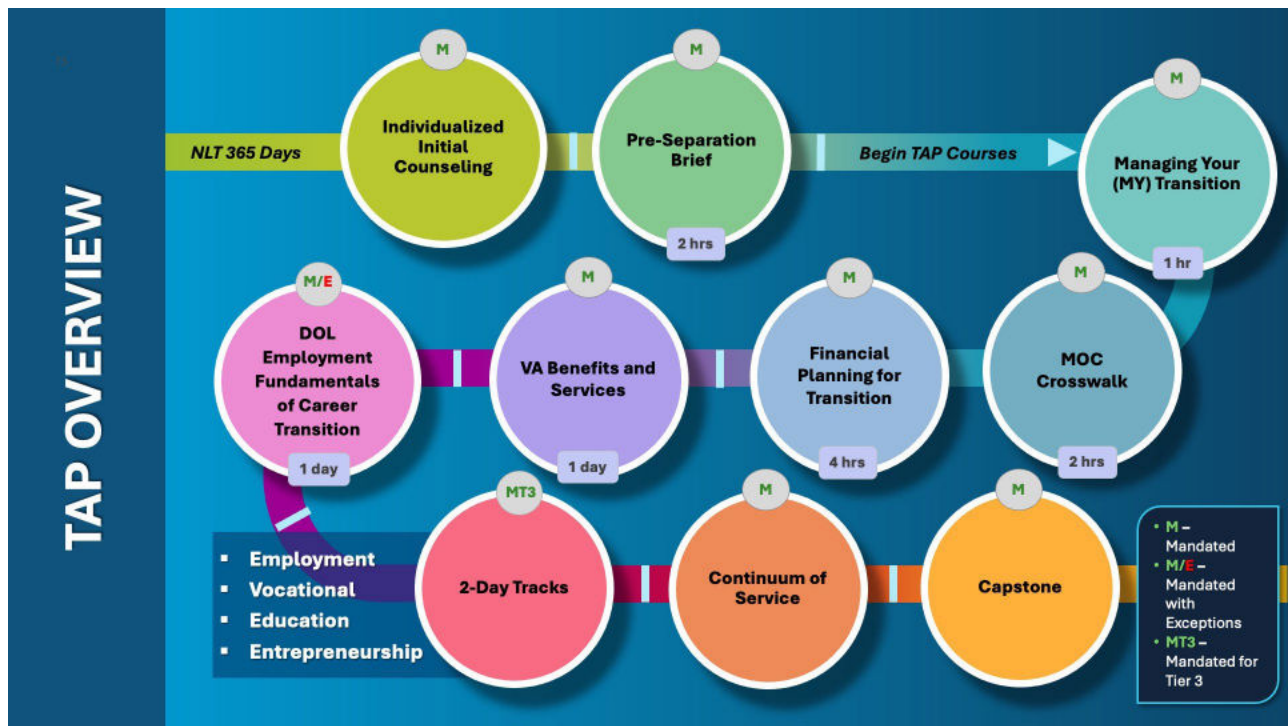 TAP OVERVIEW
NLT 365 Days
M
Individualized
Initial
Counseling
M
Pre-Separation
Brief
2 hrs
Begin TAP Courses
M
Managing Your
(MY) Transition
1 hr
M
MOC
Crosswalk
2 hrs
M
Financial
Planning for
Transition
4 hrs
M
VA Benefits and
Services
1 day
M/E
DOL
Employment
Fundamentals
of Career
Transition
1 day
▪ Employment
▪ Vocational
▪ Education
▪ Entrepreneurship
MT3
2-Day Tracks
M
Continuum of
Service
M
Capstone
• M –
Mandated
• M/E –
Mandated
with
Exceptions
• MT3 –
Mandated for
Tier 3